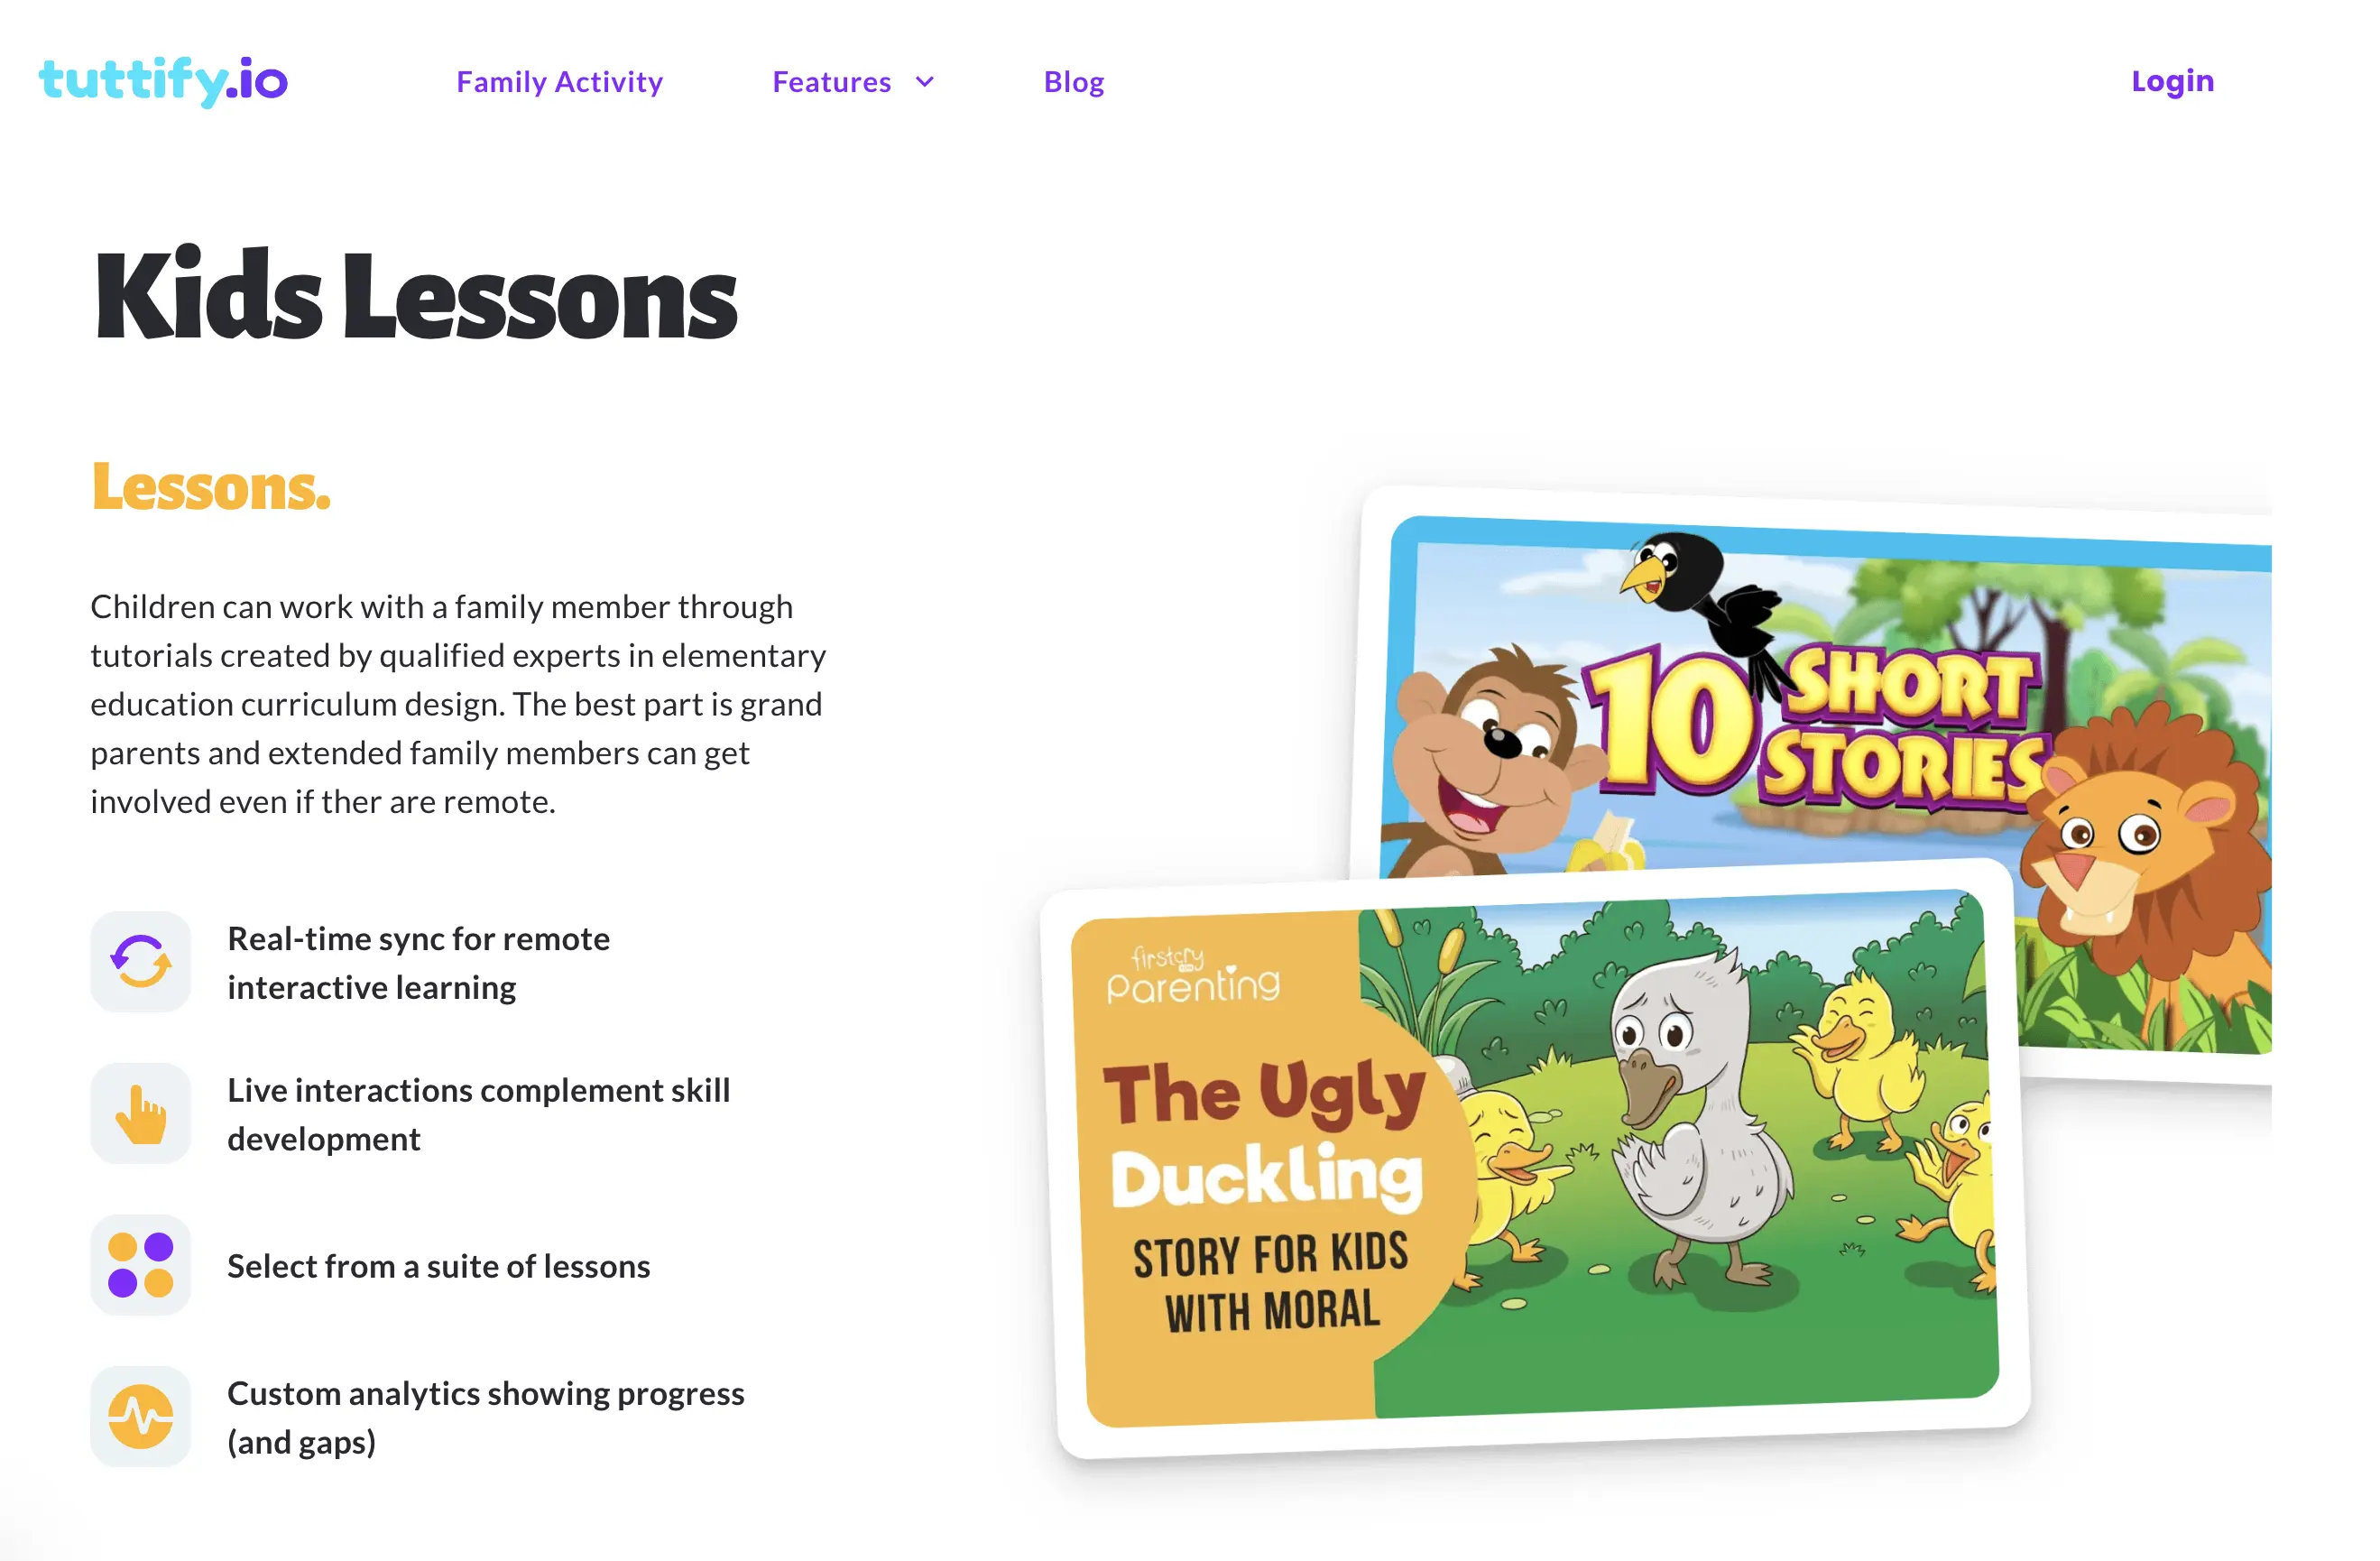 tuttify.io
Family Activity
Features
Blog
Login
Kids Lessons
Lessons.
Children can work with a family member through
tutorials created by qualified experts in elementary
education curriculum design. The best part is grand
parents and extended family members can get
involved even if ther are remote.
Real-time sync for remote
interactive learning
Live interactions complement skill
development
Select from a suite of lessons
Custom analytics showing progress
(and gaps)
10 SHORT
STORIES
firstcry
Parenting
The Ugly
Duckling
STORY FOR KIDS
WITH MORAL